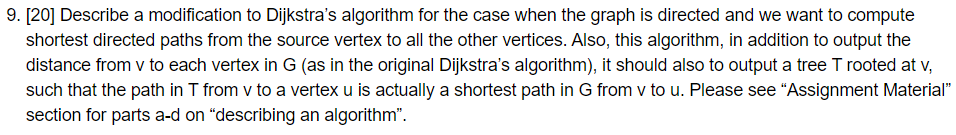 9. [20] Describe a modification to Dijkstra's algorithm for the case when the graph is directed and we want to compute
shortest directed paths from the source vertex to all the other vertices. Also, this algorithm, in addition to output the
distance from v to each vertex in G (as in the original Dijkstra's algorithm), it should also to output a tree T rooted at v,
such that the path in T from v to a vertex u is actually a shortest path in G from v to u. Please see “Assignment Material”
section for parts a-d on “describing an algorithm”.